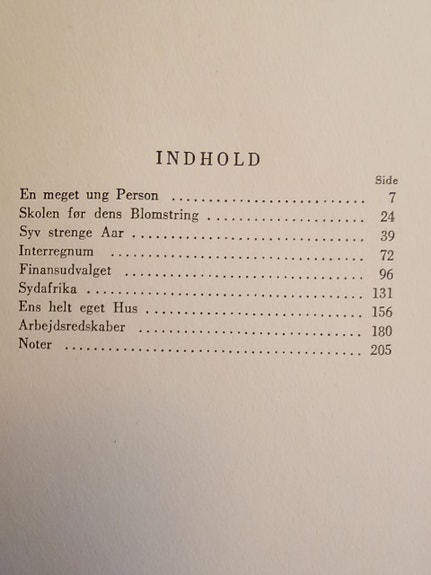 INDHOLD
Side
En meget ung Person ............................ 7
Skolen før dens Blomstring ....................... 24
Syv strenge Aar .................................. 39
Interregnum .................................... 72
Finansudvalget ................................... 96
Sydafrika ........................................ 131
Ens helt eget Hus ................................ 156
Arbejdsredskaber ................................ 180
Noter .......................................... 205